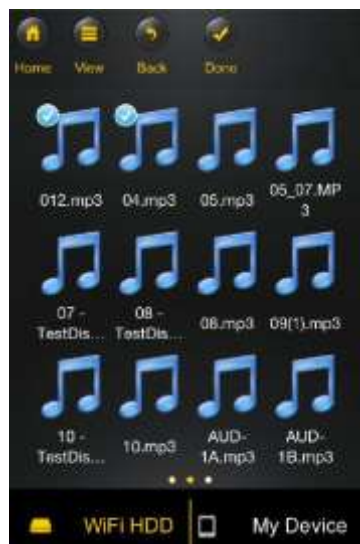 Home View Back Done
012.mp3 04.mp3 05.mp3 05_07.MP
3
07 -
TestDis...
08 -
TestDis...
08.mp3 09(1).mp3
10 -
TestDis...
10.mp3
AUD-
1A.mp3
AUD-
1B.mp3
WiFi HDD My Device